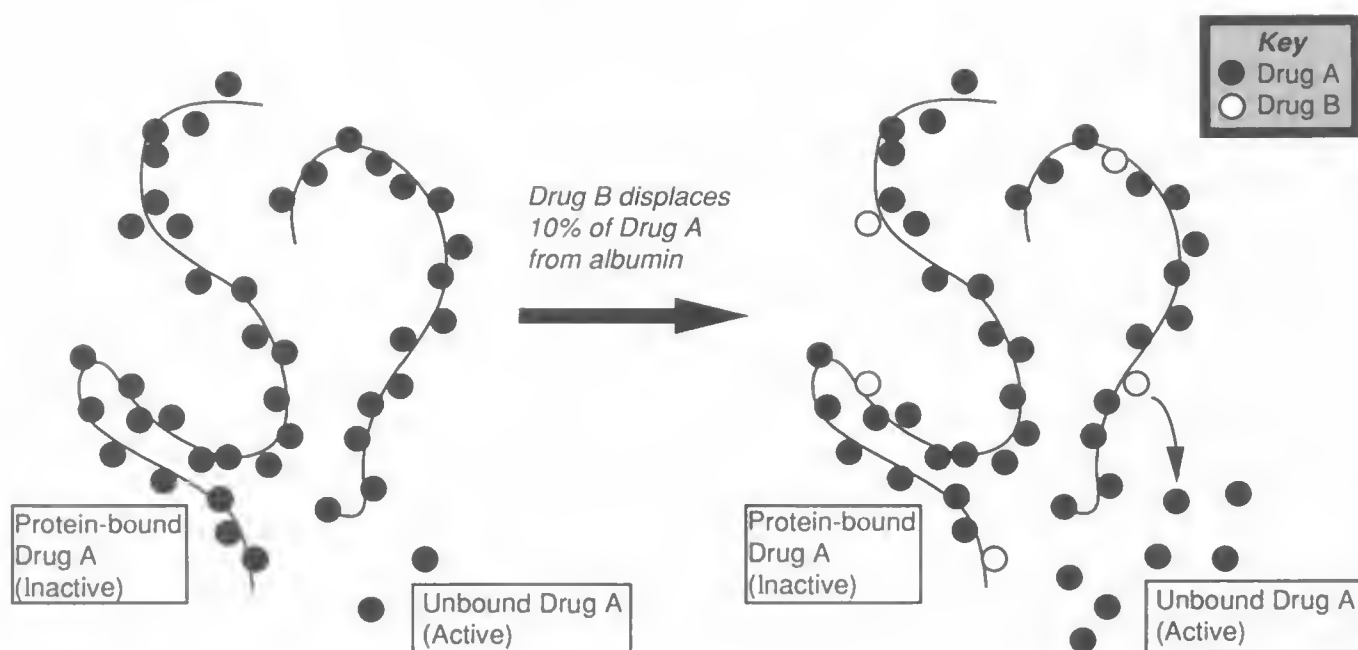 Key
Drug A
Drug B
Drug B displaces
10% of Drug A
from albumin
Protein-bound
Drug A
(Inactive)
Unbound Drug A
(Active)
Protein-bound
Drug A
(Inactive)
Unbound Drug A
(Active)